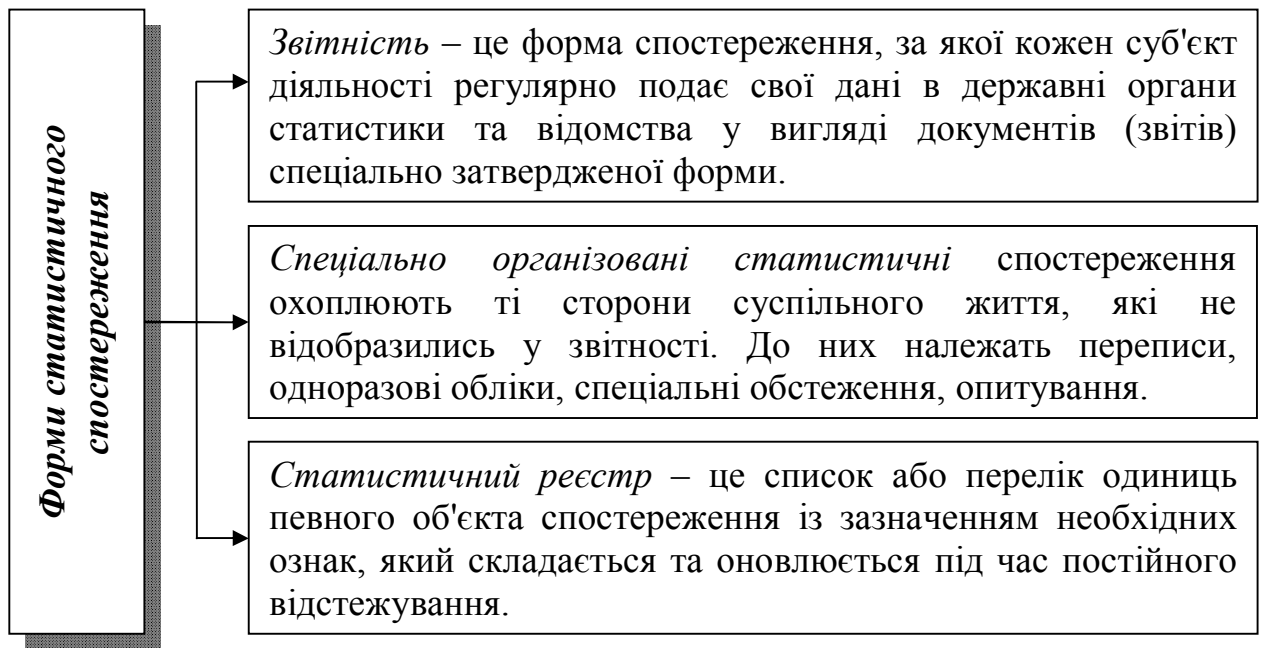 Форми статистичного
спостереження
Звітність – це форма спостереження, за якої кожен суб'єкт
діяльності регулярно подає свої дані в державні органи
статистики та відомства у вигляді документів (звітів)
спеціально затвердженої форми.
Спеціально організовані статистичні спостереження
охоплюють ті сторони суспільного життя, які не
відобразились у звітності. До них належать переписи,
одноразові обліки, спеціальні обстеження, опитування.
Статистичний реєстр – це список або перелік одиниць
певного об'єкта спостереження із зазначенням необхідних
ознак, який складається та оновлюється під час постійного
відстежування.